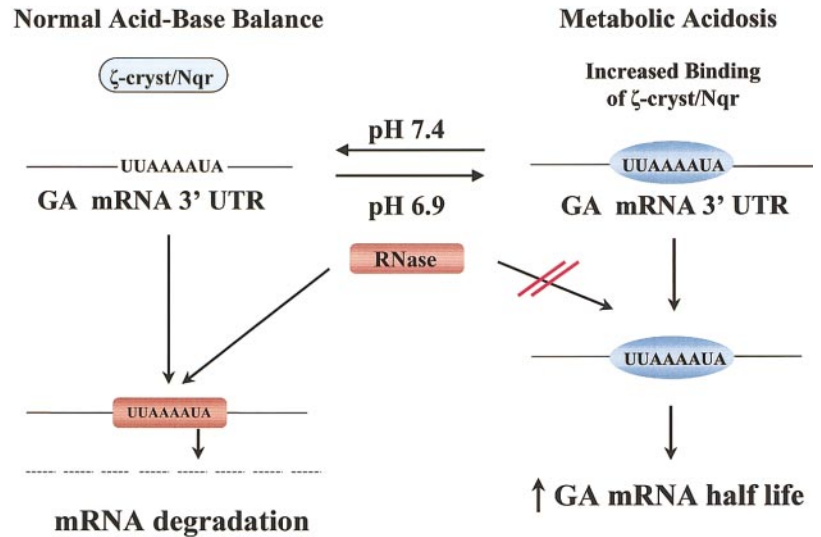 Normal Acid-Base Balance
Metabolic Acidosis
ζ-cryst/Nqr
Increased Binding
of ζ-cryst/Nqr
pH 7.4
UUAAAAUA
UUAAAAUA
GA mRNA 3' UTR
pH 6.9
GA mRNA 3' UTR
RNase
UUAAAAUA
UUAAAAUA
mRNA degradation
↑ GA mRNA half life